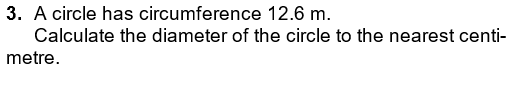 3. A circle has circumference 12.6 m.
Calculate the diameter of the circle to the nearest centi-
metre.